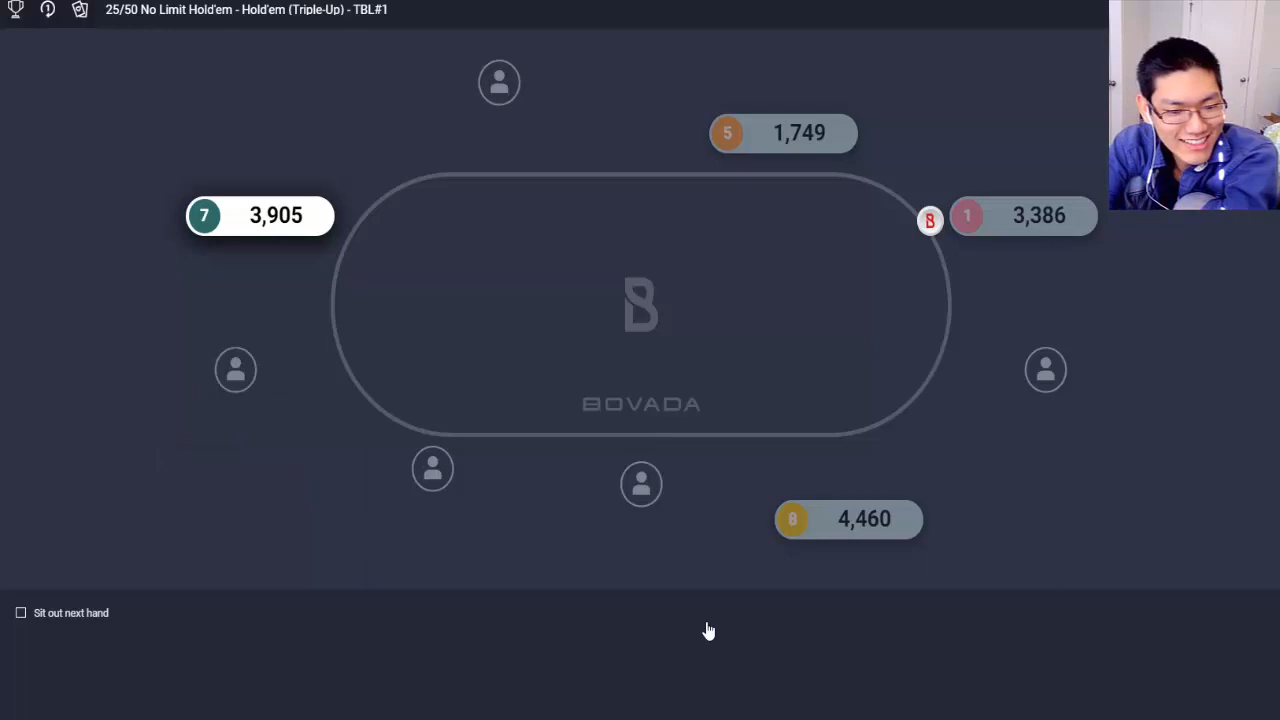 25/50 No Limit Hold'em - Hold'em (Triple-Up) - TBL#1
5 1,749
7 3,905
B 1 3,386
B
BOVADA
8 4,460
Sit out next hand